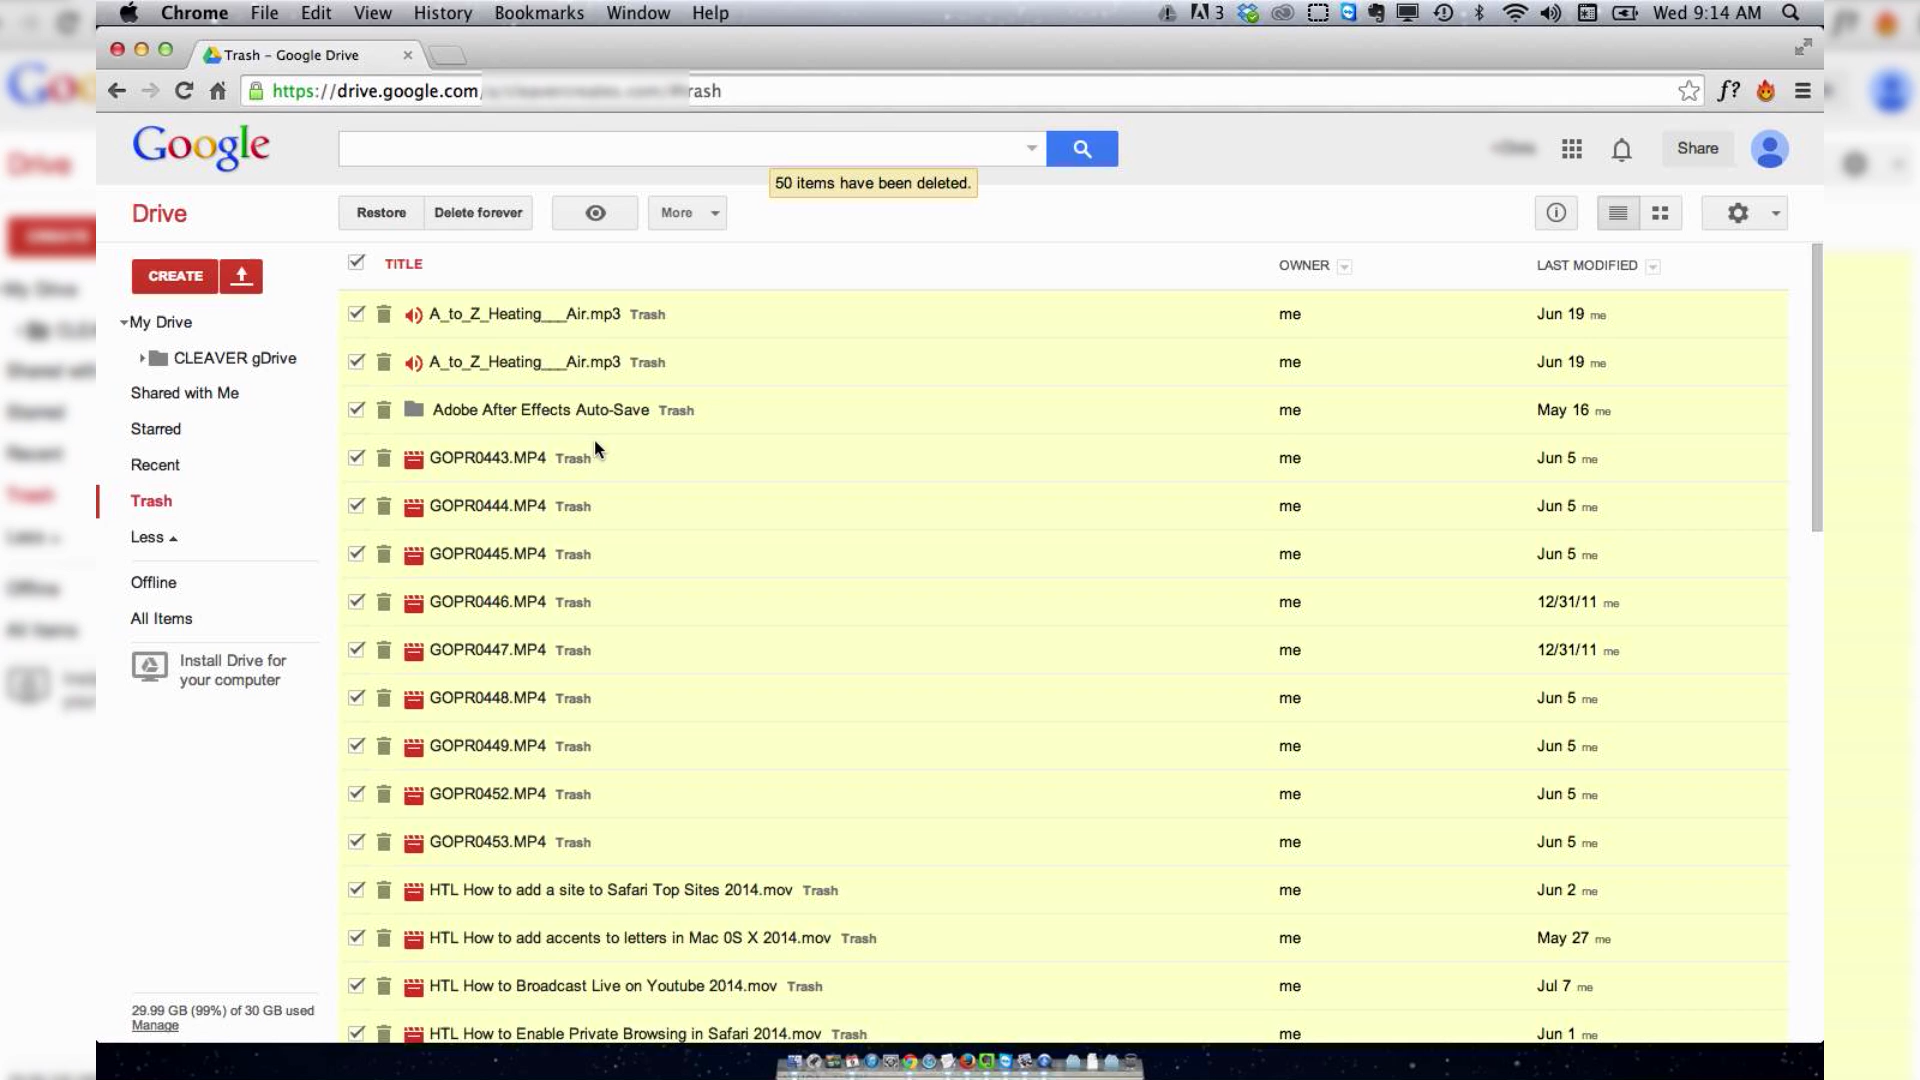 Chrome File Edit View History Bookmarks Window Help 3 Wed 9:14 AM
Trash - Google Drive
https://drive.google.com/ rash f?
Google Share
50 items have been deleted.
Drive Restore Delete forever More
CREATE
My Drive
CLEAVER gDrive
Shared with Me
Starred
Recent
Trash
Less
Offline
All Items
Install Drive for
your computer
29.99 GB (99%) of 30 GB used
Manage
TITLE OWNER LAST MODIFIED
A_to_Z_Heating___Air.mp3 Trash me Jun 19 me
A_to_Z_Heating___Air.mp3 Trash me Jun 19 me
Adobe After Effects Auto-Save Trash me May 16 me
GOPR0443.MP4 Trash me Jun 5 me
GOPR0444.MP4 Trash me Jun 5 me
GOPR0445.MP4 Trash me Jun 5 me
GOPR0446.MP4 Trash me 12/31/11 me
GOPR0447.MP4 Trash me 12/31/11 me
GOPR0448.MP4 Trash me Jun 5 me
GOPR0449.MP4 Trash me Jun 5 me
GOPR0452.MP4 Trash me Jun 5 me
GOPR0453.MP4 Trash me Jun 5 me
HTL How to add a site to Safari Top Sites 2014.mov Trash me Jun 2 me
HTL How to add accents to letters in Mac 0S X 2014.mov Trash me May 27 me
HTL How to Broadcast Live on Youtube 2014.mov Trash me Jul 7 me
HTL How to Enable Private Browsing in Safari 2014.mov Trash me Jun 1 me